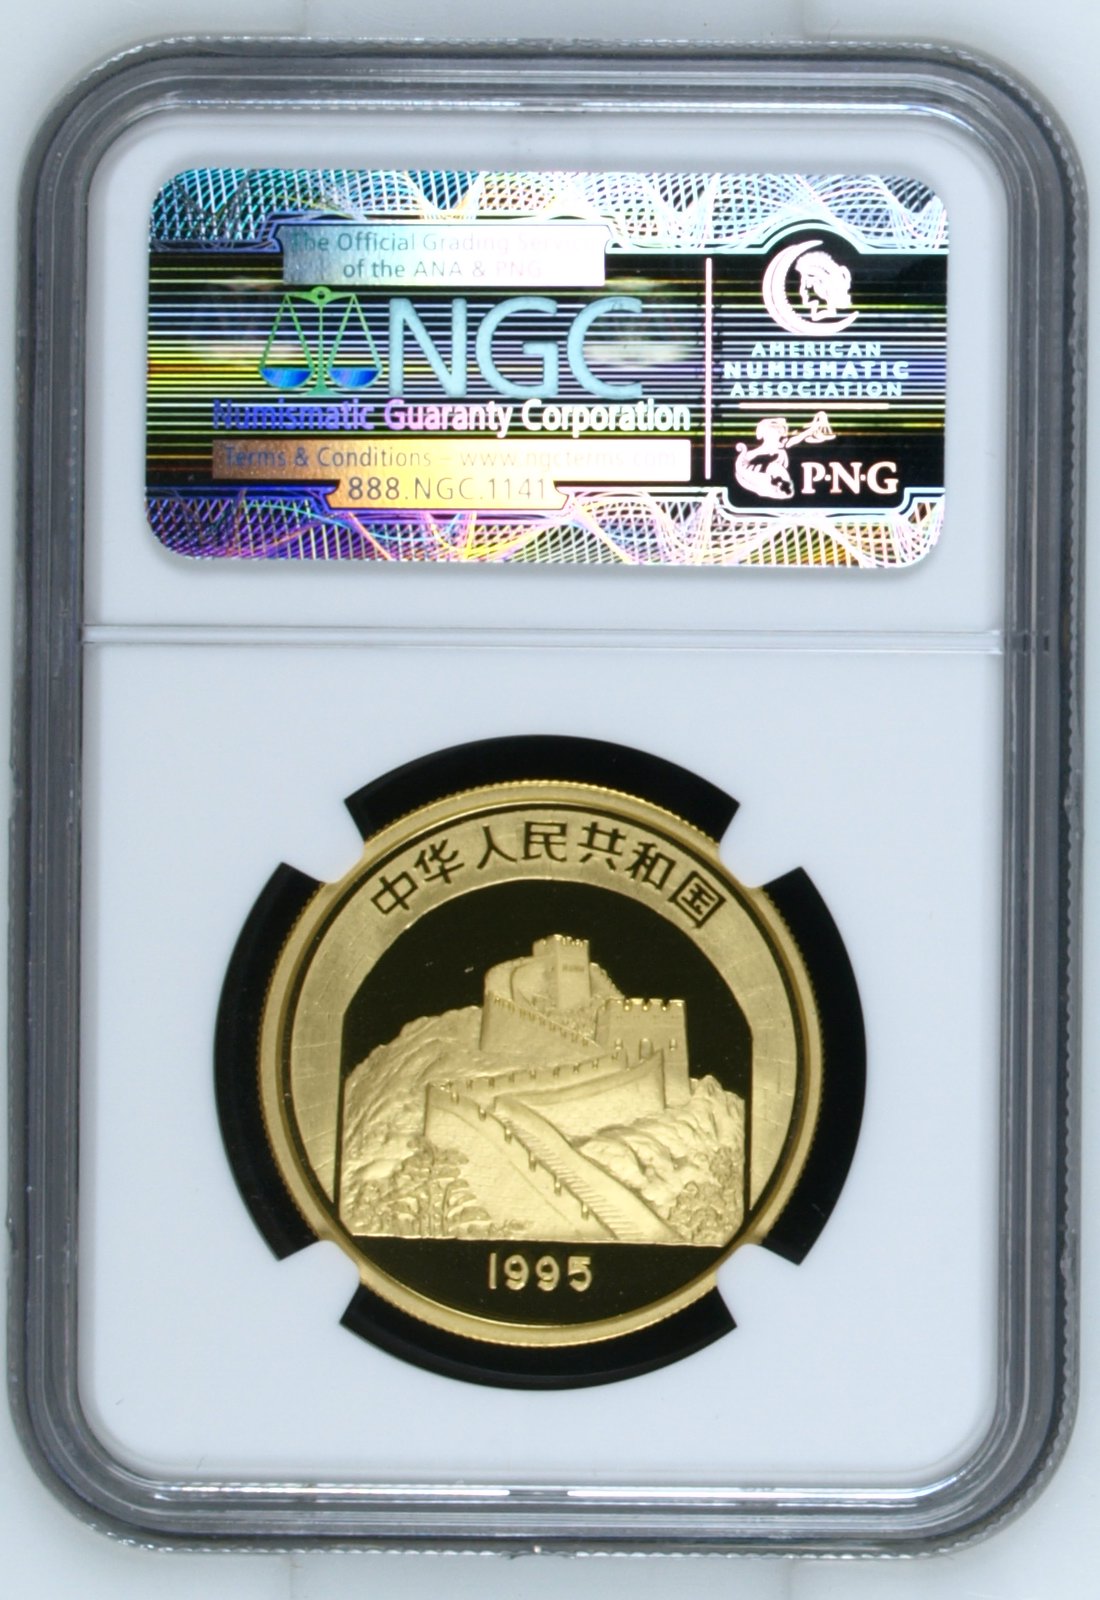 The Official Grading Service
of the ANA & PNG
NGC
Numismatic Guaranty Corporation
Terms & Conditions – www.ngcterms.com
888.NGC.1141
AMERICAN
NUMISMATIC
ASSOCIATION
P·N·G
中华人民共和国
1995